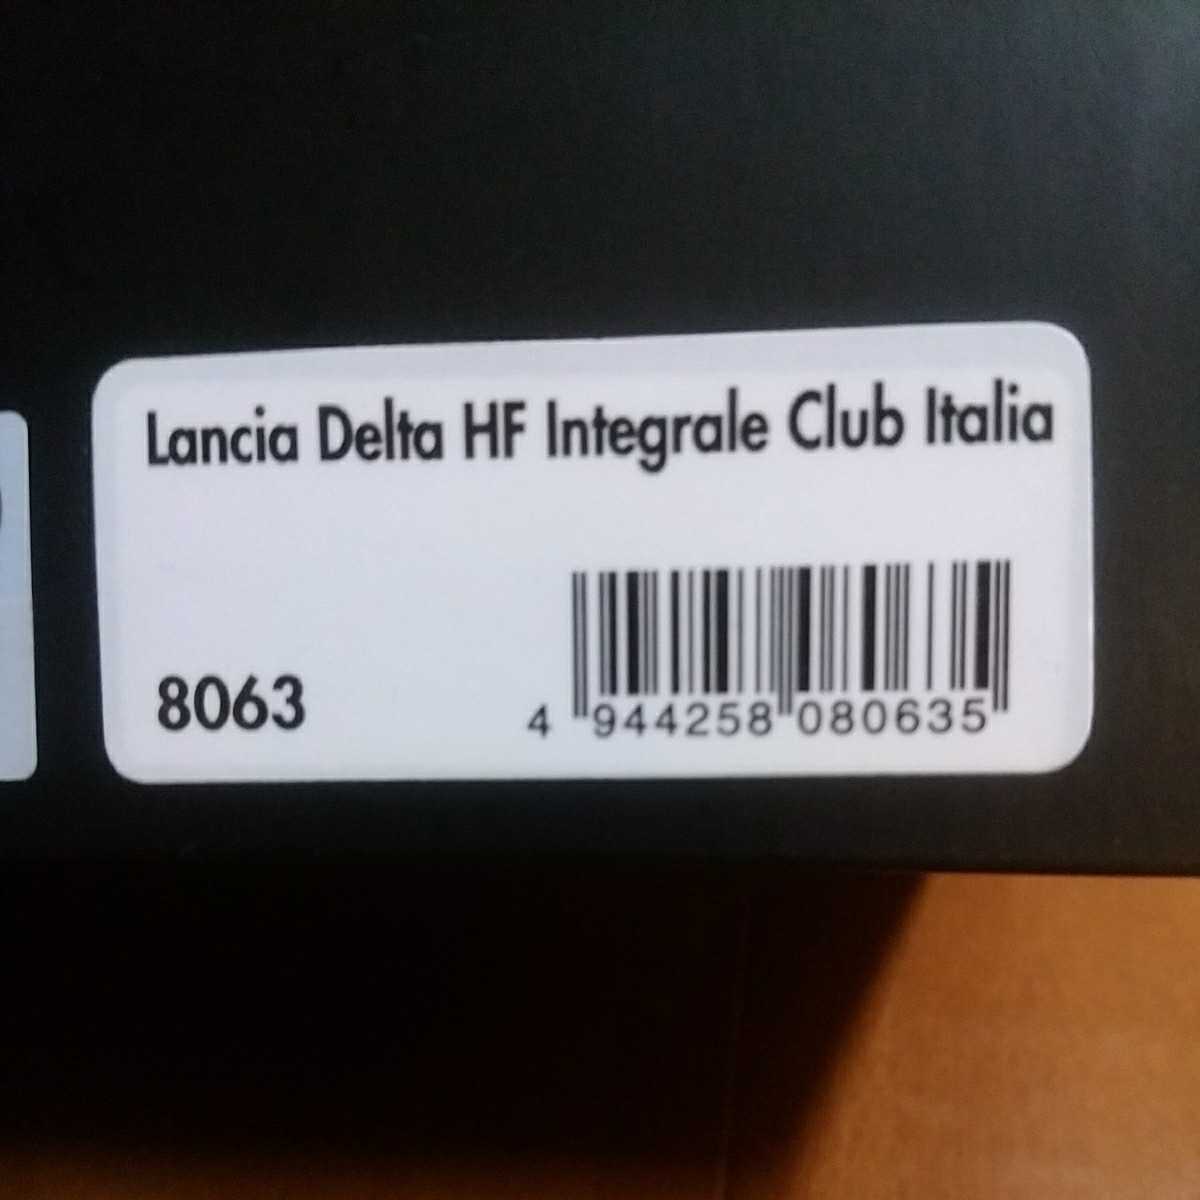 Lancia Delta HF Integrale Club Italia
8063
4 944258 080635